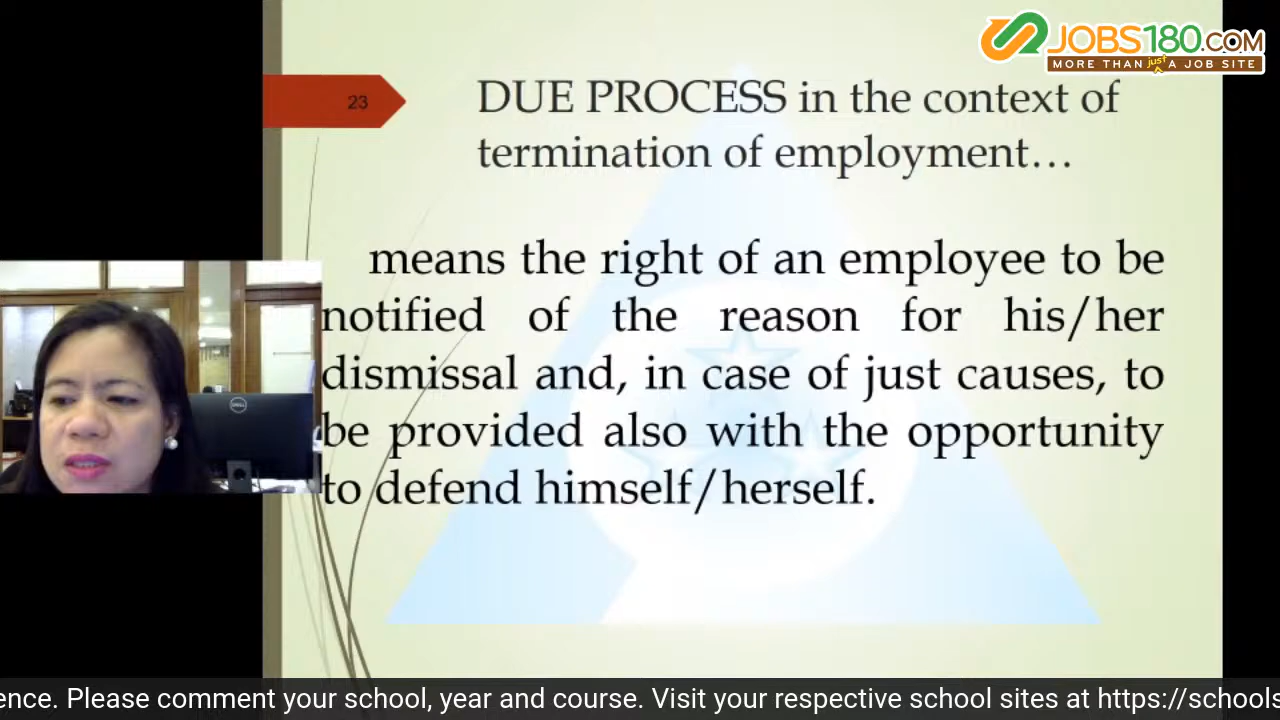 JOBS180.COM
MORE THAN just A JOB SITE
23
DUE PROCESS in the context of
termination of employment…
means the right of an employee to be
notified of the reason for his/her
dismissal and, in case of just causes, to
be provided also with the opportunity
to defend himself/herself.
DELL
ence. Please comment your school, year and course. Visit your respective school sites at https://schools